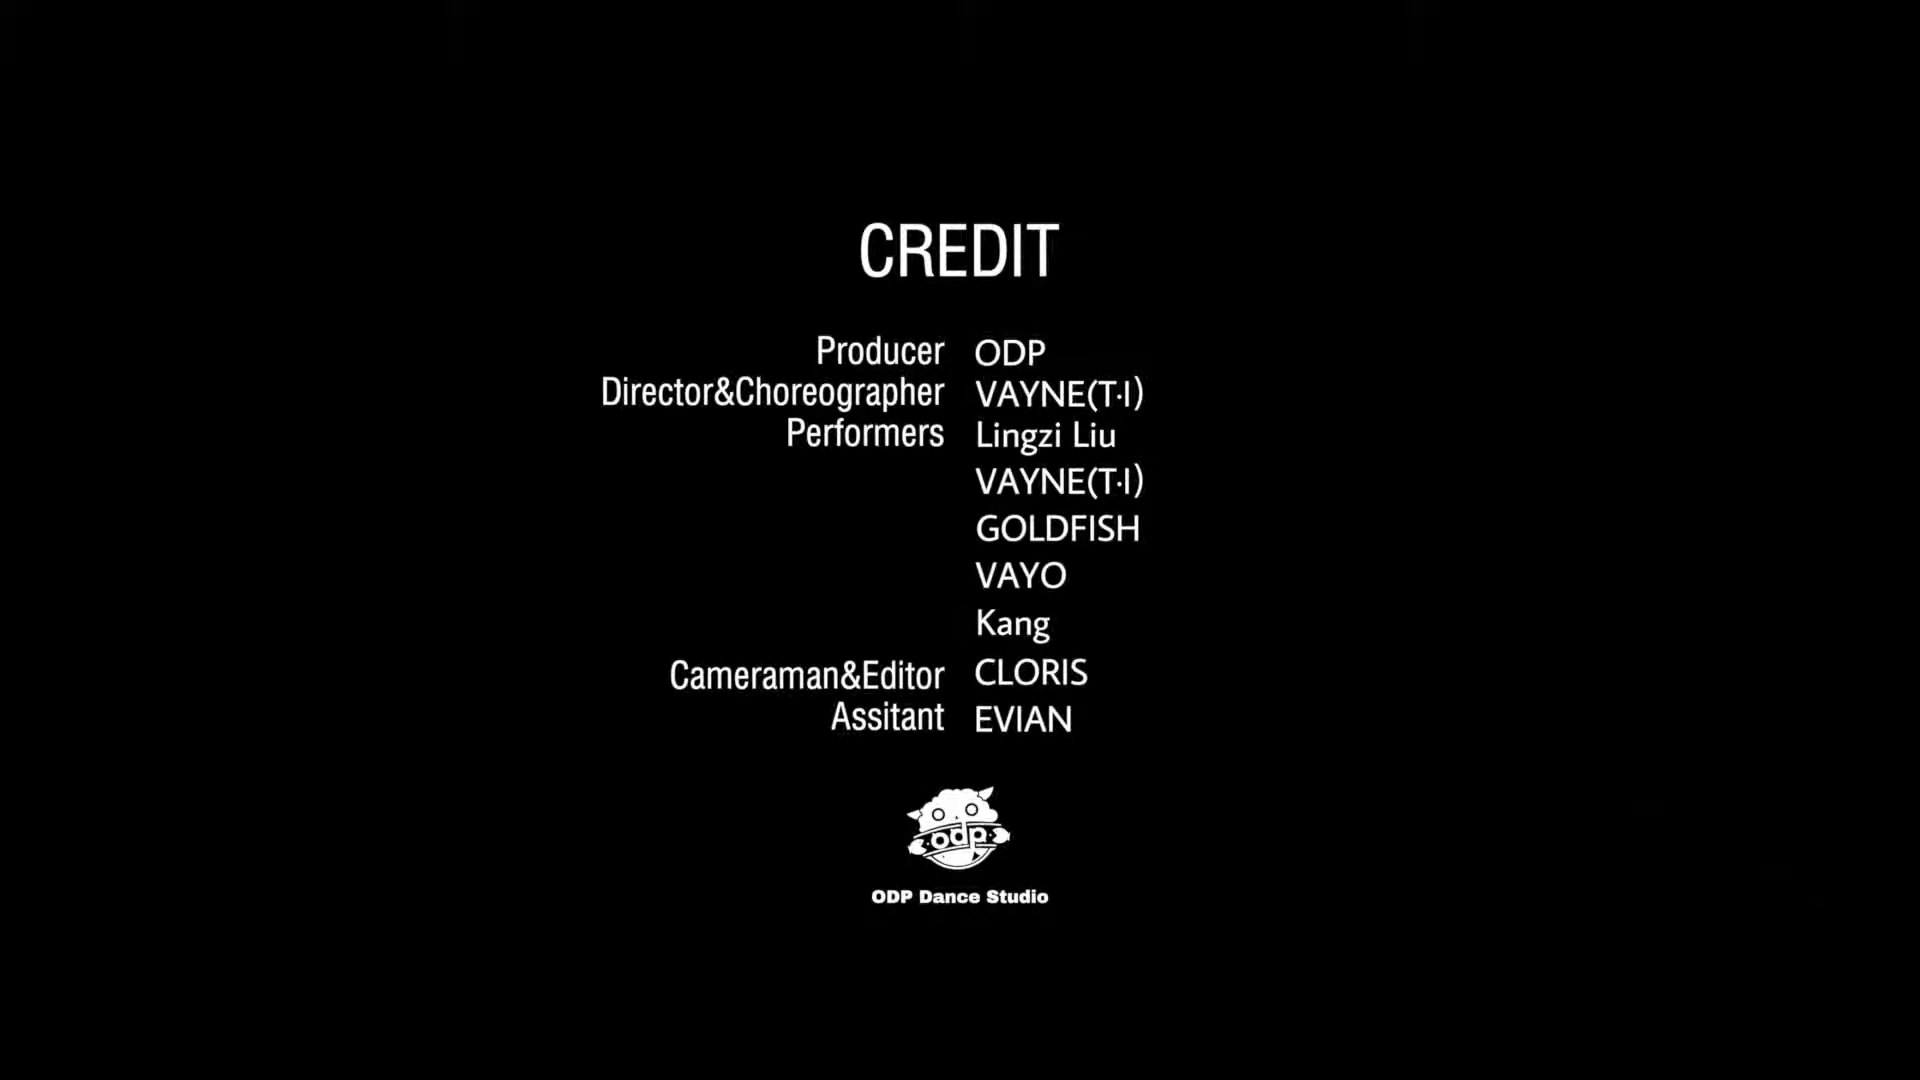 CREDIT
Producer ODP
Director&Choreographer VAYNE(T·I)
Performers Lingzi Liu
VAYNE(T·I)
GOLDFISH
VAYO
Kang
Cameraman&Editor CLORIS
Assitant EVIAN
odp
ODP Dance Studio